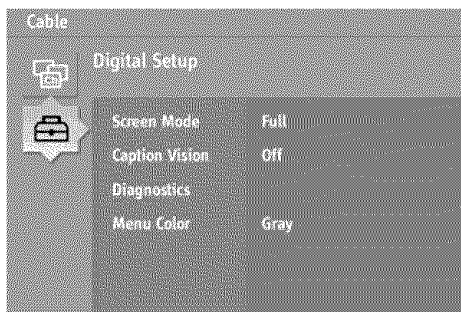 Cable
Digital Setup
Screen Mode Full
Caption Vision Off
Diagnostics
Menu Color Gray